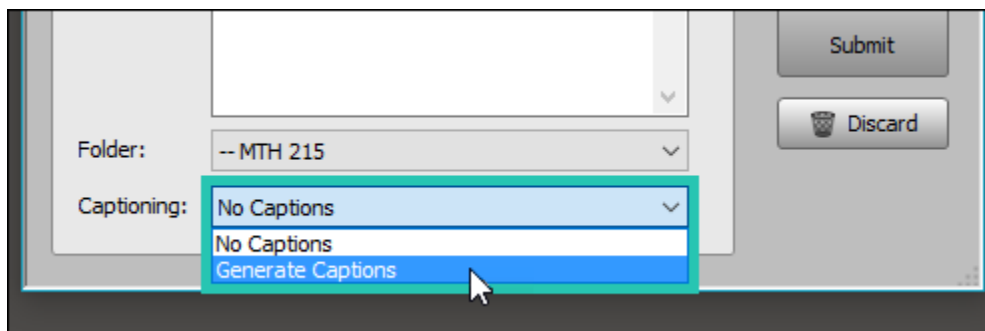 Submit
Discard
Folder:
-- MTH 215
Captioning:
No Captions
No Captions
Generate Captions